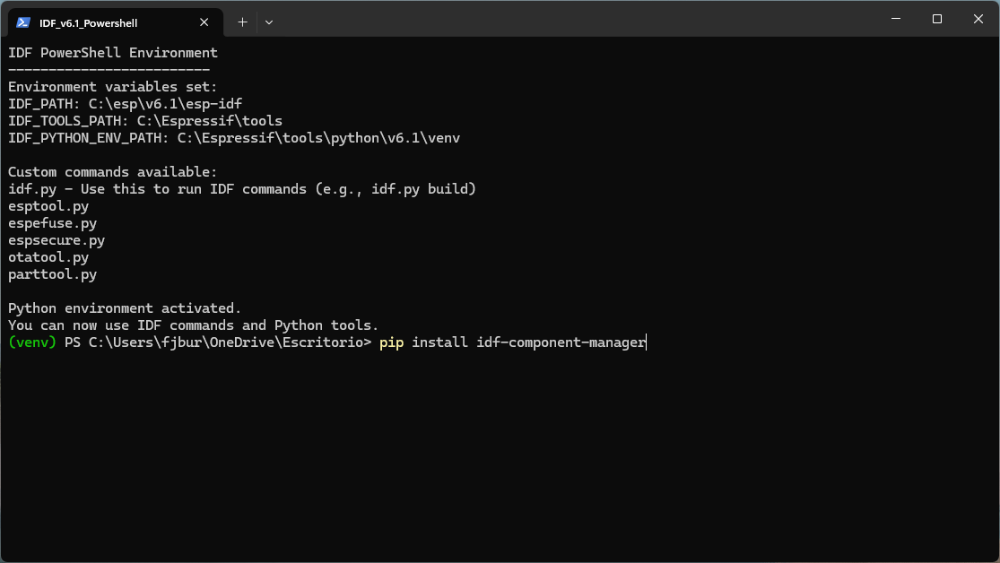 IDF_v6.1_Powershell
IDF PowerShell Environment
-------------------------
Environment variables set:
IDF_PATH: C:\esp\v6.1\esp-idf
IDF_TOOLS_PATH: C:\Espressif\tools
IDF_PYTHON_ENV_PATH: C:\Espressif\tools\python\v6.1\venv
Custom commands available:
idf.py - Use this to run IDF commands (e.g., idf.py build)
esptool.py
espefuse.py
espsecure.py
otatool.py
parttool.py
Python environment activated.
You can now use IDF commands and Python tools.
(venv) PS C:\Users\fjbur\OneDrive\Escritorio> pip install idf-component-manager